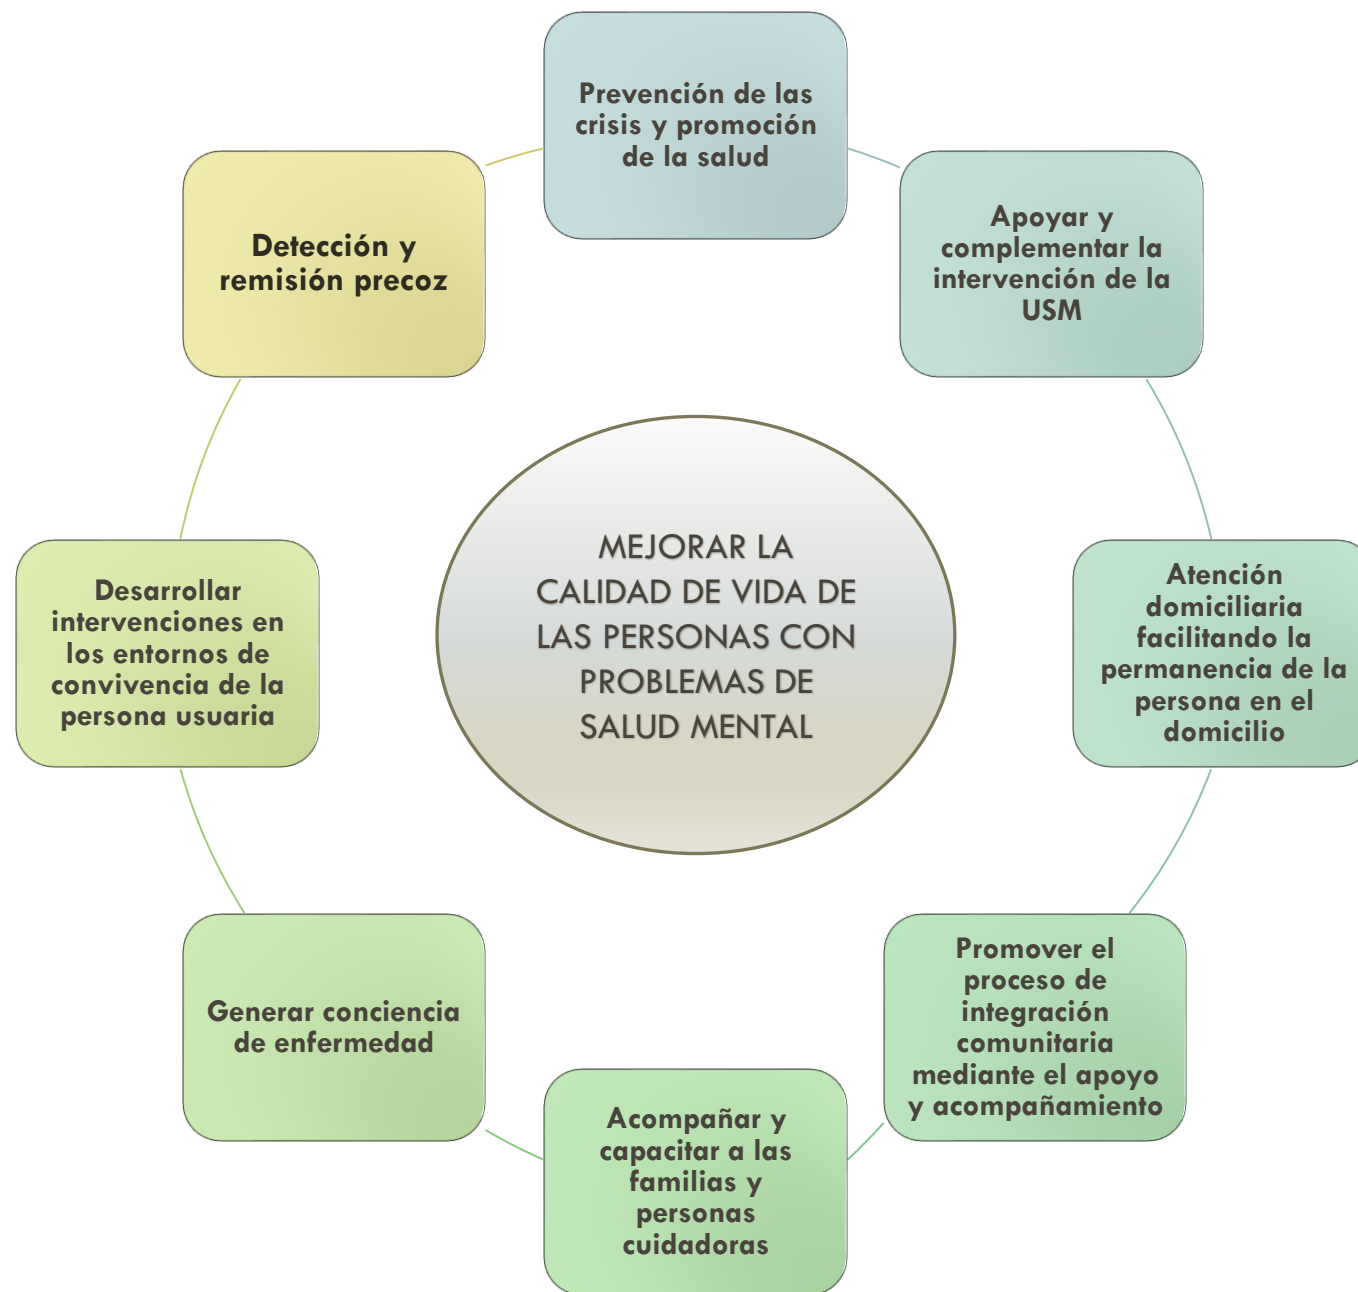 Prevención de las
crisis y promoción
de la salud
Apoyar y
complementar la
intervención de la
USM
Atención
domiciliaria
facilitando la
permanencia de la
persona en el
domicilio
Promover el
proceso de
integración
comunitaria
mediante el apoyo
y acompañamiento
Acompañar y
capacitar a las
familias y
personas
cuidadoras
Generar conciencia
de enfermedad
Desarrollar
intervenciones en
los entornos de
convivencia de la
persona usuaria
Detección y
remisión precoz
MEJORAR LA
CALIDAD DE VIDA DE
LAS PERSONAS CON
PROBLEMAS DE
SALUD MENTAL